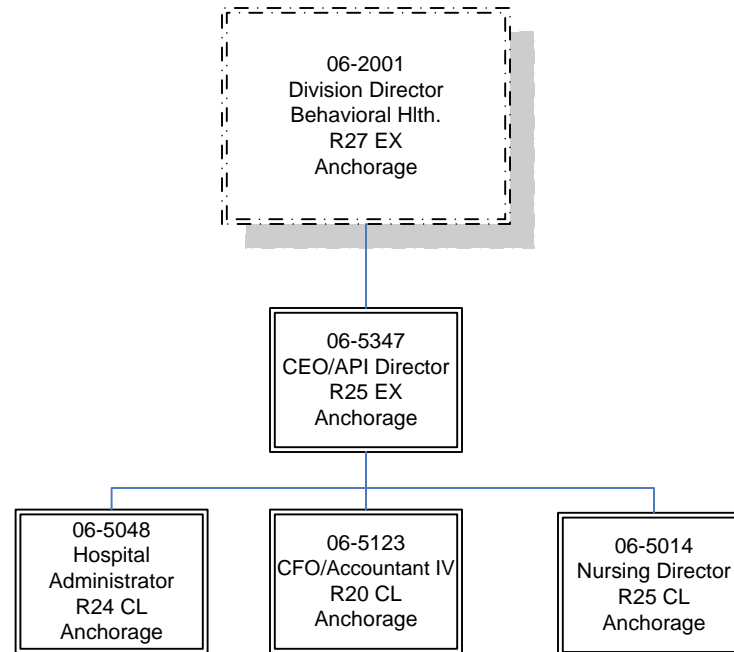 06-2001
Division Director
Behavioral Hlth.
R27 EX
Anchorage
06-5347
CEO/API Director
R25 EX
Anchorage
06-5048
Hospital
Administrator
R24 CL
Anchorage
06-5123
CFO/Accountant IV
R20 CL
Anchorage
06-5014
Nursing Director
R25 CL
Anchorage